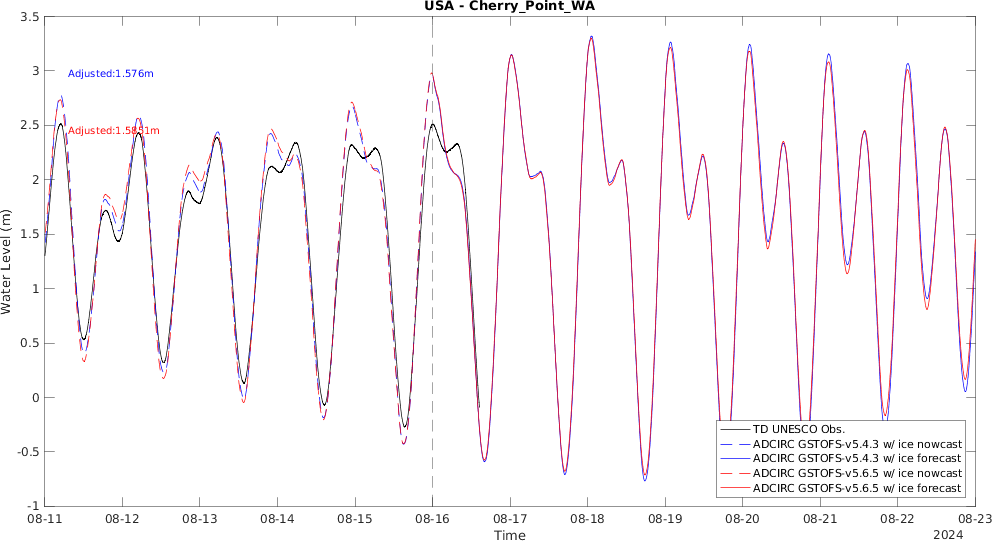 USA - Cherry_Point_WA
3.5
3
2.5
2
1.5
1
0.5
0
-0.5
-1
Water Level (m)
Adjusted:1.576m
Adjusted:1.5851m
TD UNESCO Obs.
ADCIRC GSTOFS-v5.4.3 w/ ice nowcast
ADCIRC GSTOFS-v5.4.3 w/ ice forecast
ADCIRC GSTOFS-v5.6.5 w/ ice nowcast
ADCIRC GSTOFS-v5.6.5 w/ ice forecast
08-11 08-12 08-13 08-14 08-15 08-16 08-17 08-18 08-19 08-20 08-21 08-22 08-23
Time
2024